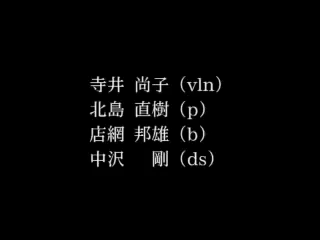 寺井 尚子（vln）
北島 直樹（p）
店網 邦雄（b）
中沢 剛（ds）